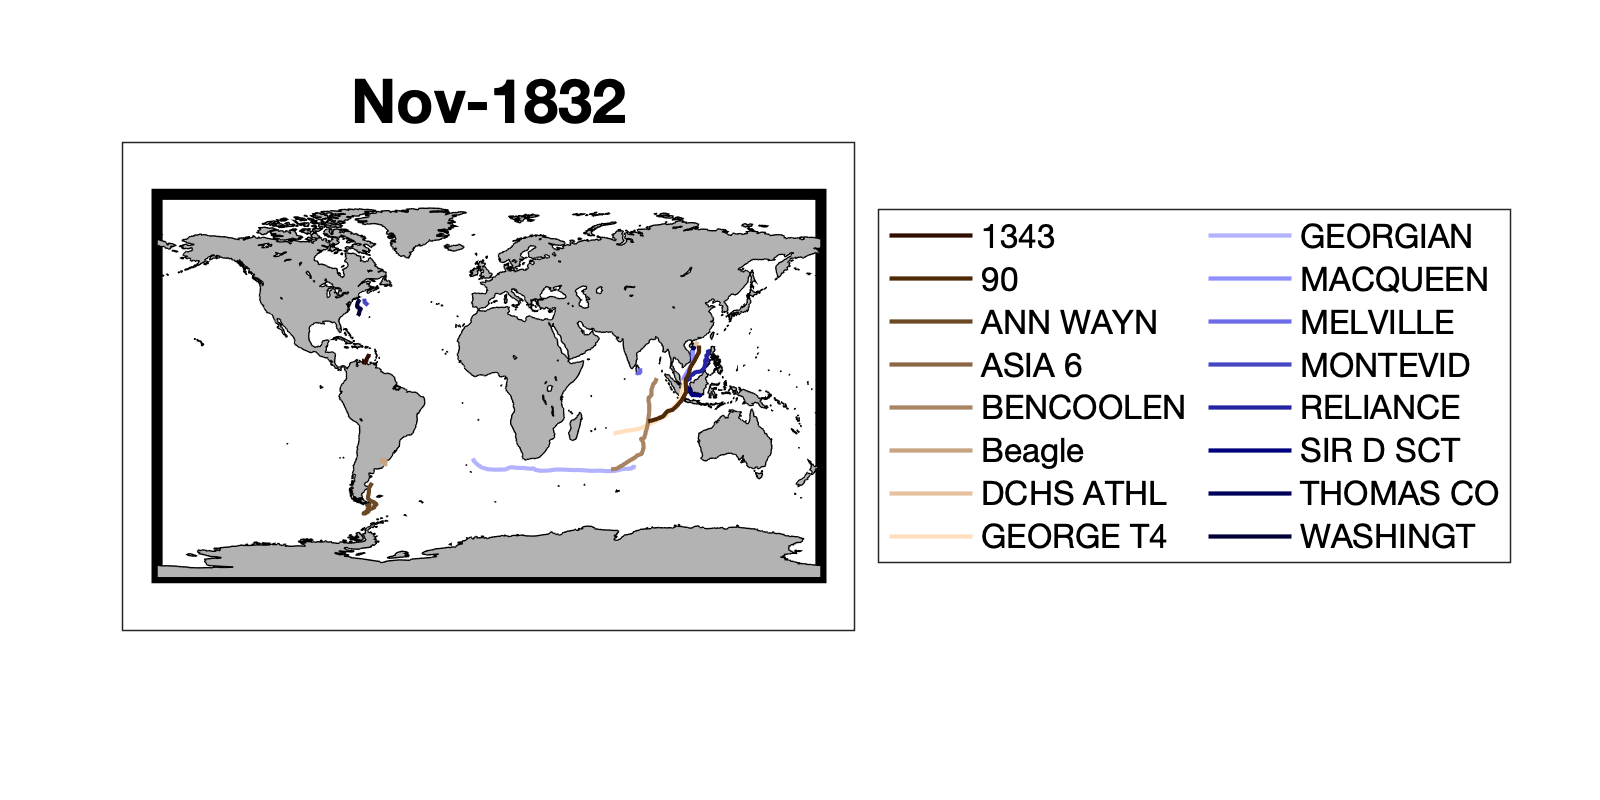 Nov-1832
1343
90
ANN WAYN
ASIA 6
BENCOOLEN
Beagle
DCHS ATHL
GEORGE T4
GEORGIAN
MACQUEEN
MELVILLE
MONTEVID
RELIANCE
SIR D SCT
THOMAS CO
WASHINGT